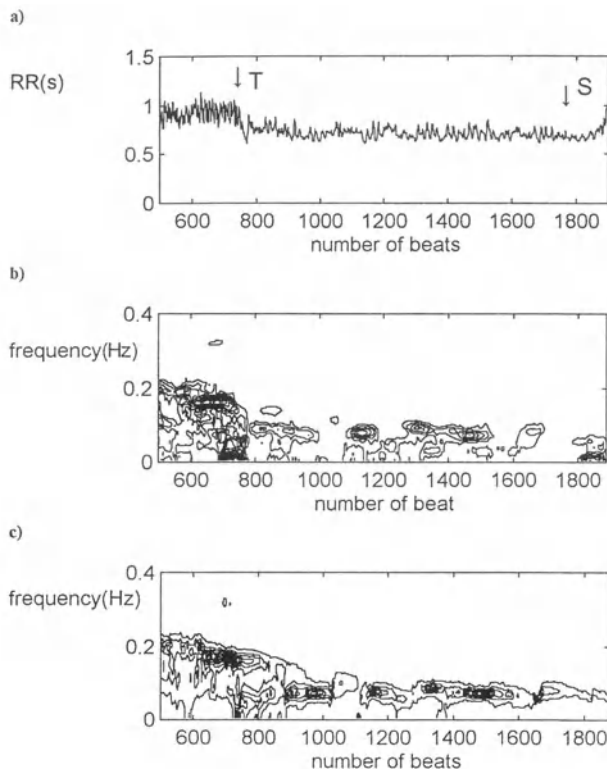 a)
1.5
RR(s)
↓ T
↓ S
1
0.5
0
600 800 1000 1200 1400 1600 1800
number of beats
b)
0.4
frequency(Hz)
0.2
0
600 800 1000 1200 1400 1600 1800
number of beat
c)
0.4
frequency(Hz)
0.2
0
600 800 1000 1200 1400 1600 1800
number of beats